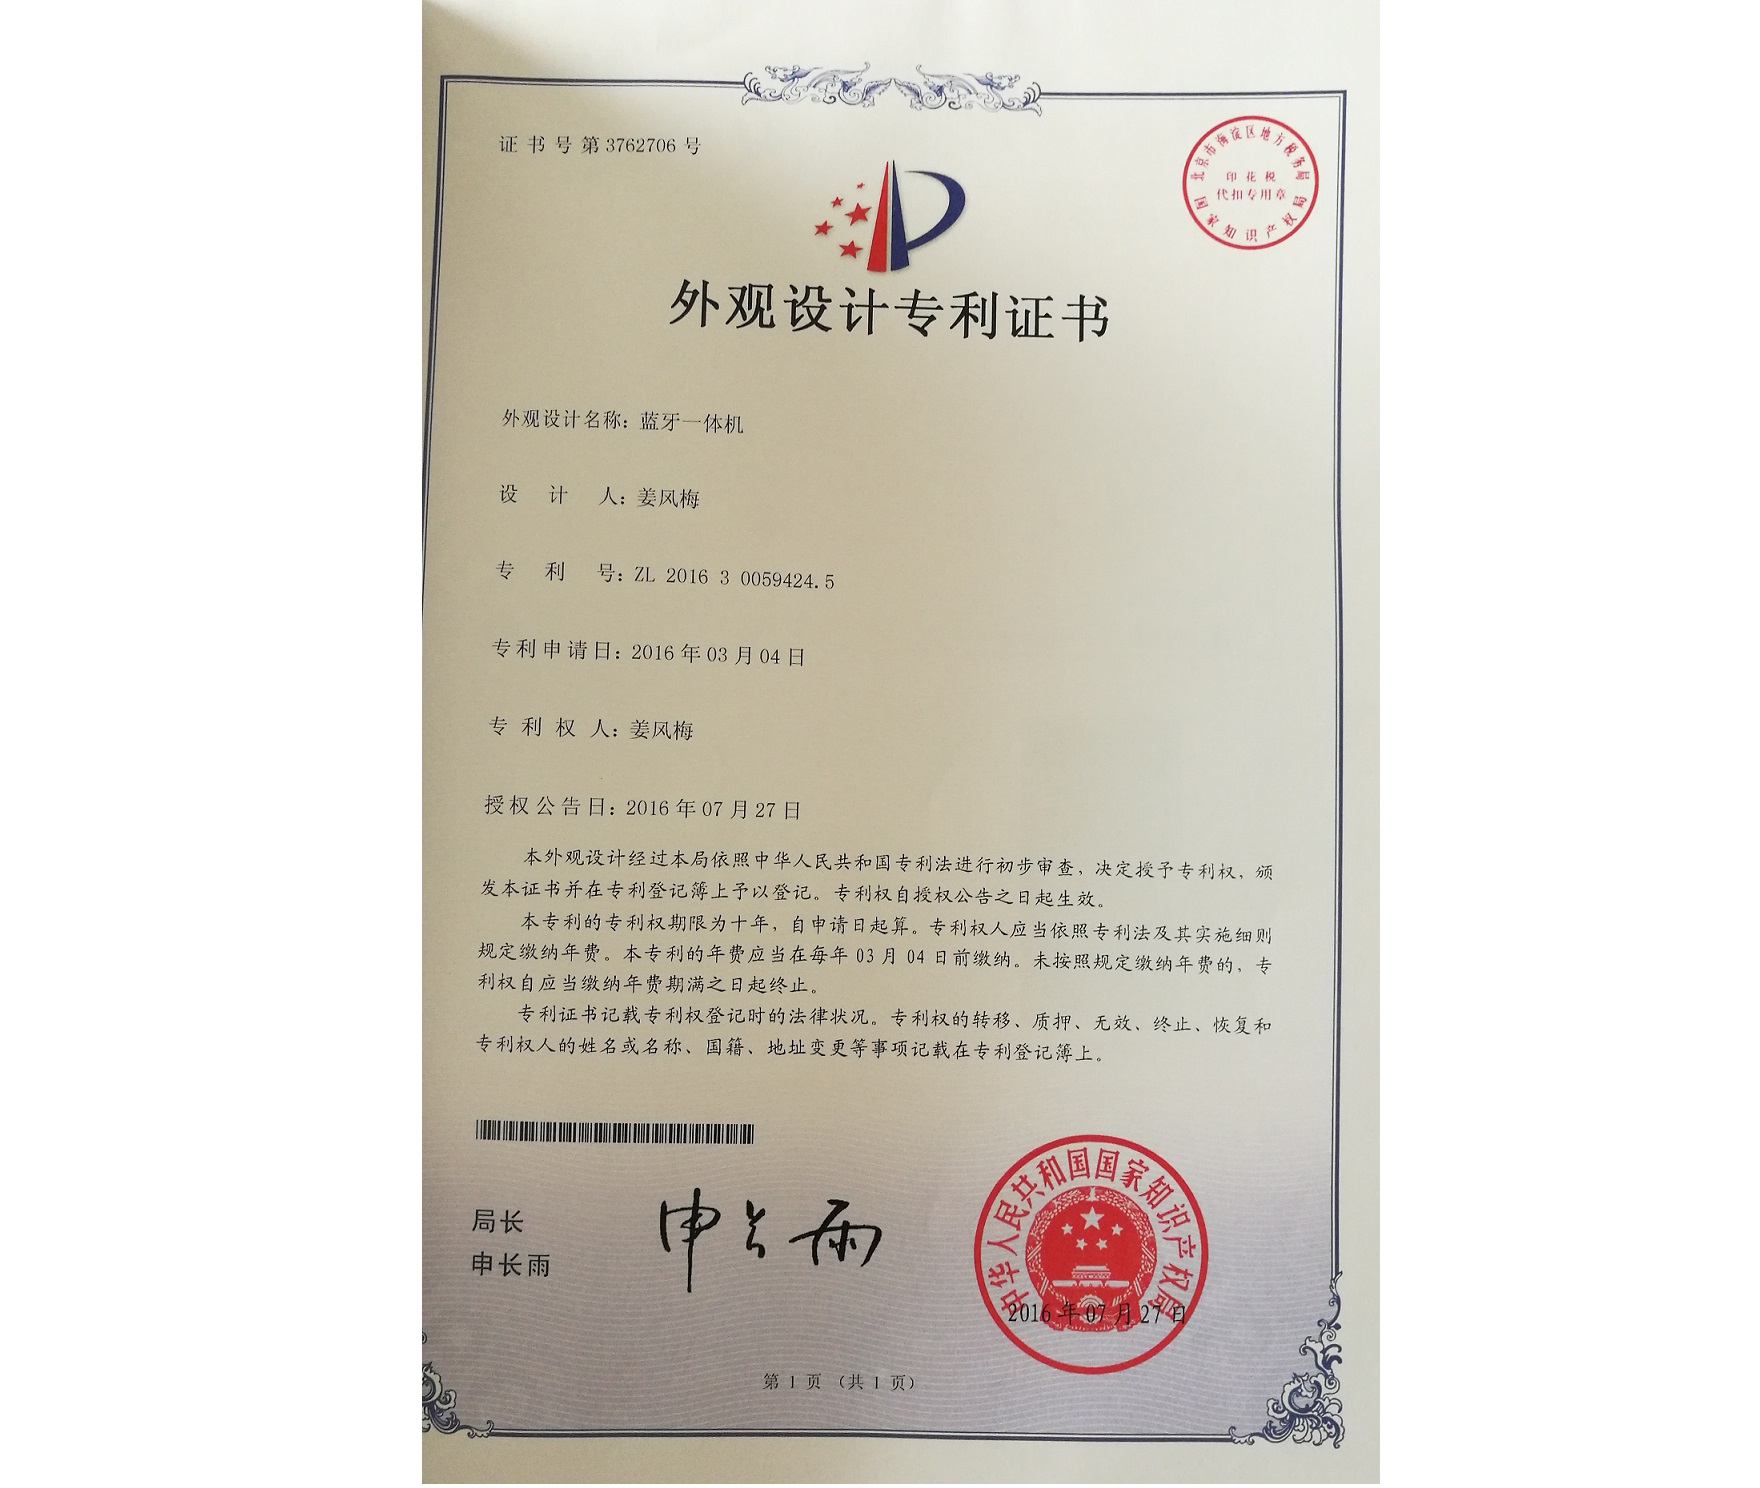 证书号第3762706号
北京市海淀区地方税务局
印花税
代扣专用章
国家知识产权局
外观设计专利证书
外观设计名称：蓝牙一体机
设计人：姜风梅
专利号：ZL 2016 3 0059424.5
专利申请日：2016年03月04日
专利权人：姜风梅
授权公告日：2016年07月27日
本外观设计经过本局依照中华人民共和国专利法进行初步审查，决定授予专利权，颁
发本证书并在专利登记簿上予以登记。专利权自授权公告之日起生效。
本专利的专利权期限为十年，自申请日起算。专利权人应当依照专利法及其实施细则
规定缴纳年费。本专利的年费应当在每年03月04日前缴纳。未按照规定缴纳年费的，专
利权自应当缴纳年费期满之日起终止。
专利证书记载专利权登记时的法律状况。专利权的转移、质押、无效、终止、恢复和
专利权人的姓名或名称、国籍、地址变更等事项记载在专利登记簿上。
局长
申长雨
申长雨
中华人民共和国国家知识产权局
2016年07月27日
第1页（共1页）